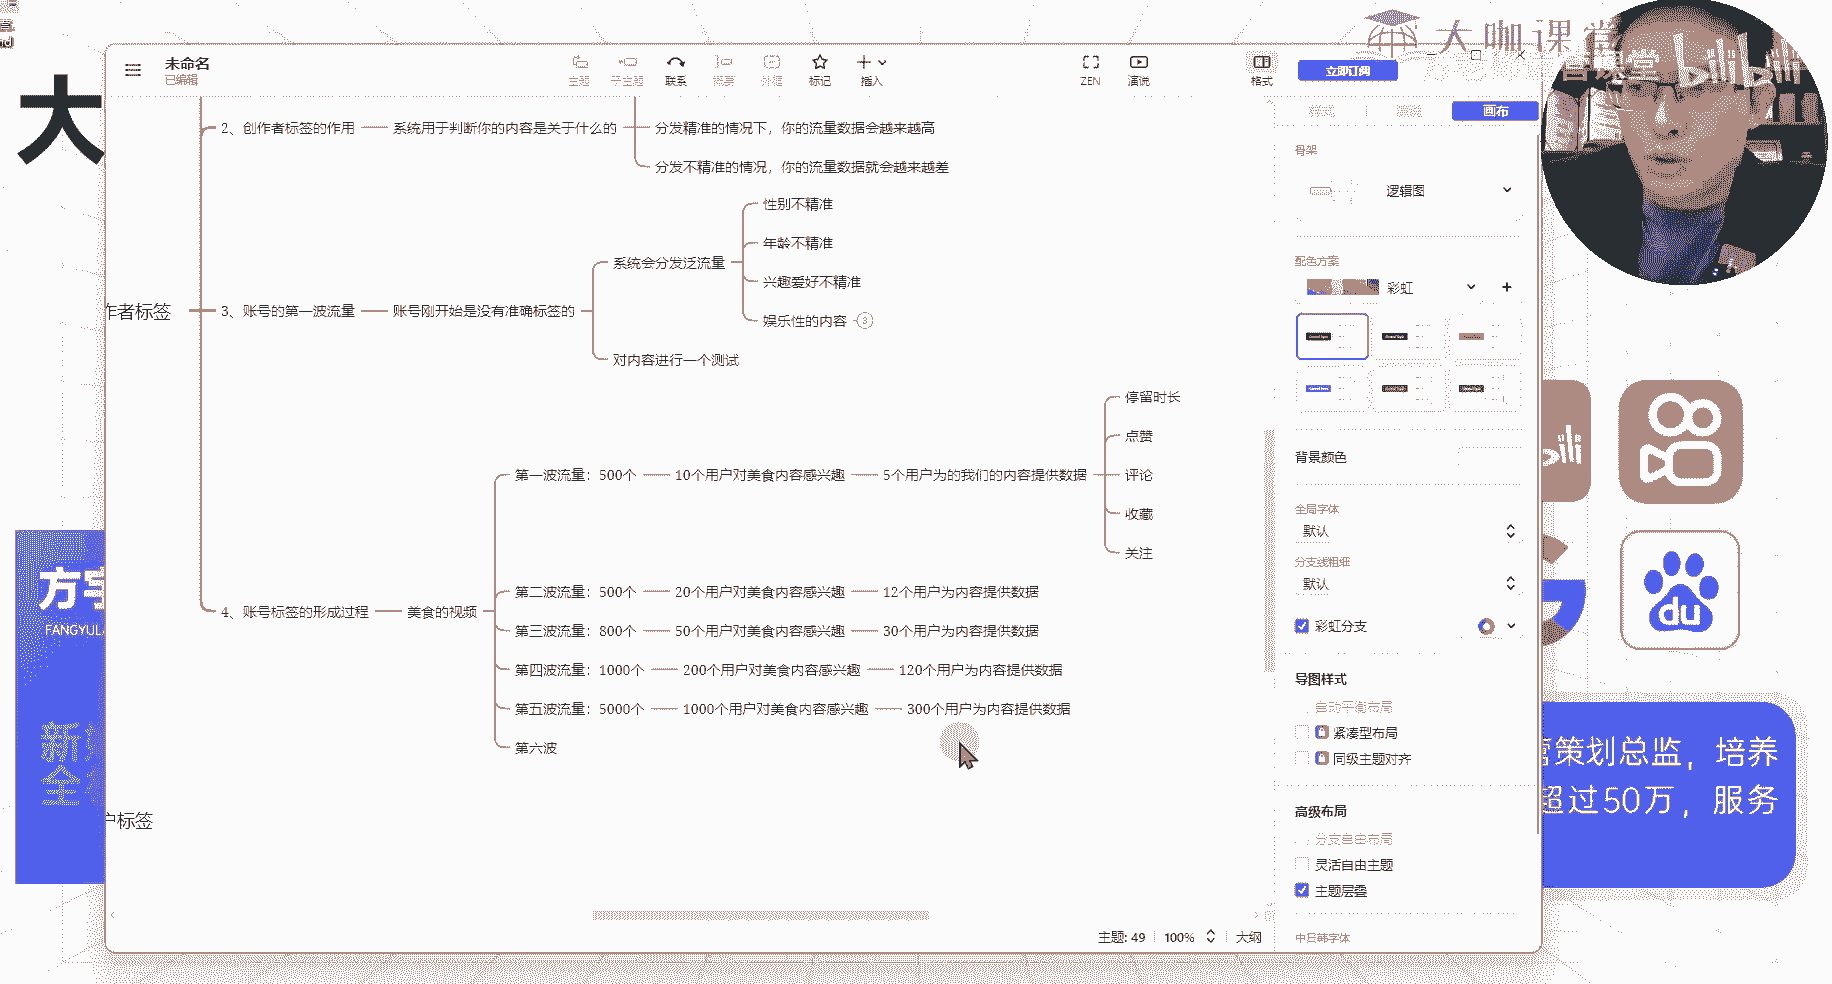 大咖课堂
bilibili
未命名
已编辑
主题
子主题
联系
概要
外框
标记
插入
ZEN
演说
格式
立即订阅
样式
演说
画布
大
2、创作者标签的作用
系统用于判断你的内容是关于什么的
分发精准的情况下，你的流量数据会越来越高
分发不精准的情况，你的流量数据就会越来越差
作者标签
3、账号的第一波流量
账号刚开始是没有准确标签的
系统会分发泛流量
性别不精准
年龄不精准
兴趣爱好不精准
娱乐性的内容
3
对内容进行一个测试
4、账号标签的形成过程
美食的视频
第一波流量：500个
10个用户对美食内容感兴趣
5个用户为的我们的内容提供数据
停留时长
点赞
评论
收藏
关注
第二波流量：500个
20个用户对美食内容感兴趣
12个用户为内容提供数据
第三波流量：800个
50个用户对美食内容感兴趣
30个用户为内容提供数据
第四波流量：1000个
200个用户对美食内容感兴趣
120个用户为内容提供数据
第五波流量：5000个
1000个用户对美食内容感兴趣
300个用户为内容提供数据
第六波
户标签
骨架
逻辑图
配色方案
彩虹
背景颜色
全局字体
默认
分支线粗细
默认
彩虹分支
导图样式
自动平衡布局
紧凑型布局
同级主题对齐
高级布局
分支自由布局
灵活自由主题
主题层叠
中日韩字体
主题: 49
100%
大纲
FANGYULA
du
营策划总监，培养
超过50万，服务